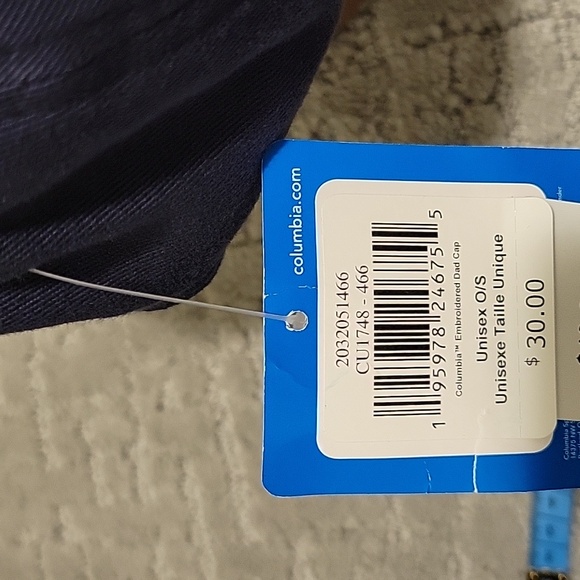 columbia.com
2032051466
CU1748 - 466
1 95978 24675 5
Columbia™ Embroidered Dad Cap
Unisex O/S
Unisexe Taille Unique
$ 30.00